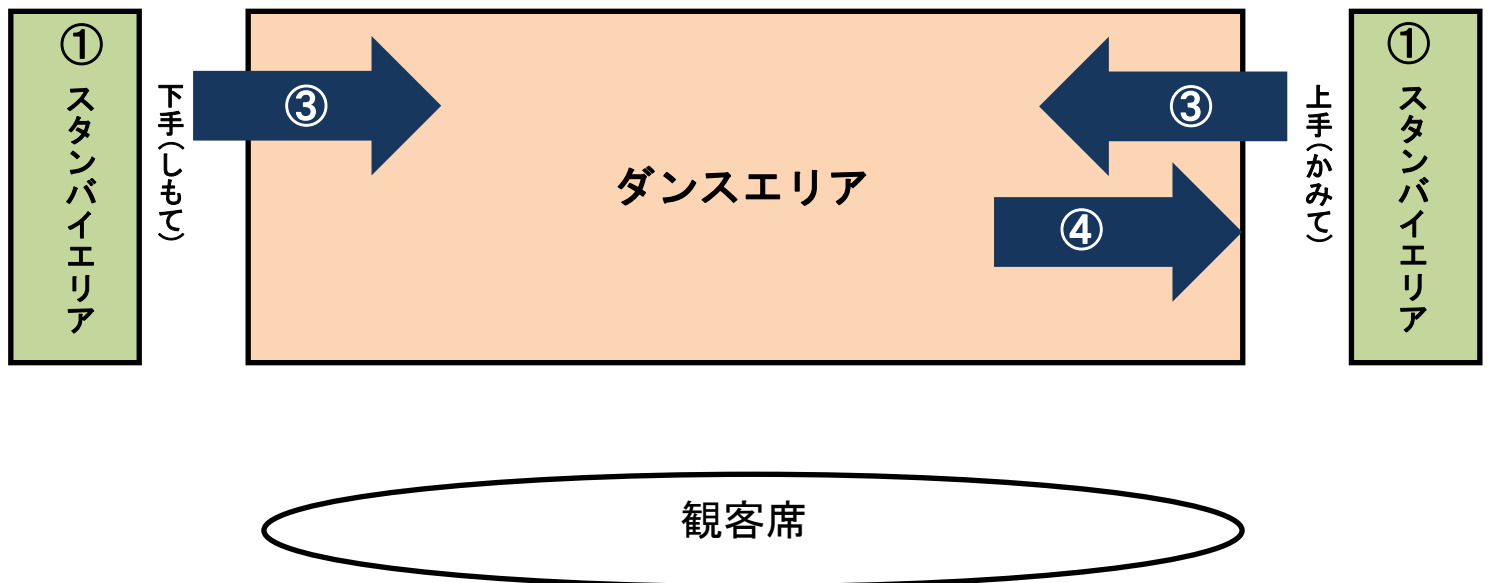 ①
スタンバイエリア
下手(しもて)
③
ダンスエリア
③
④
上手(かみて)
①
スタンバイエリア
観客席